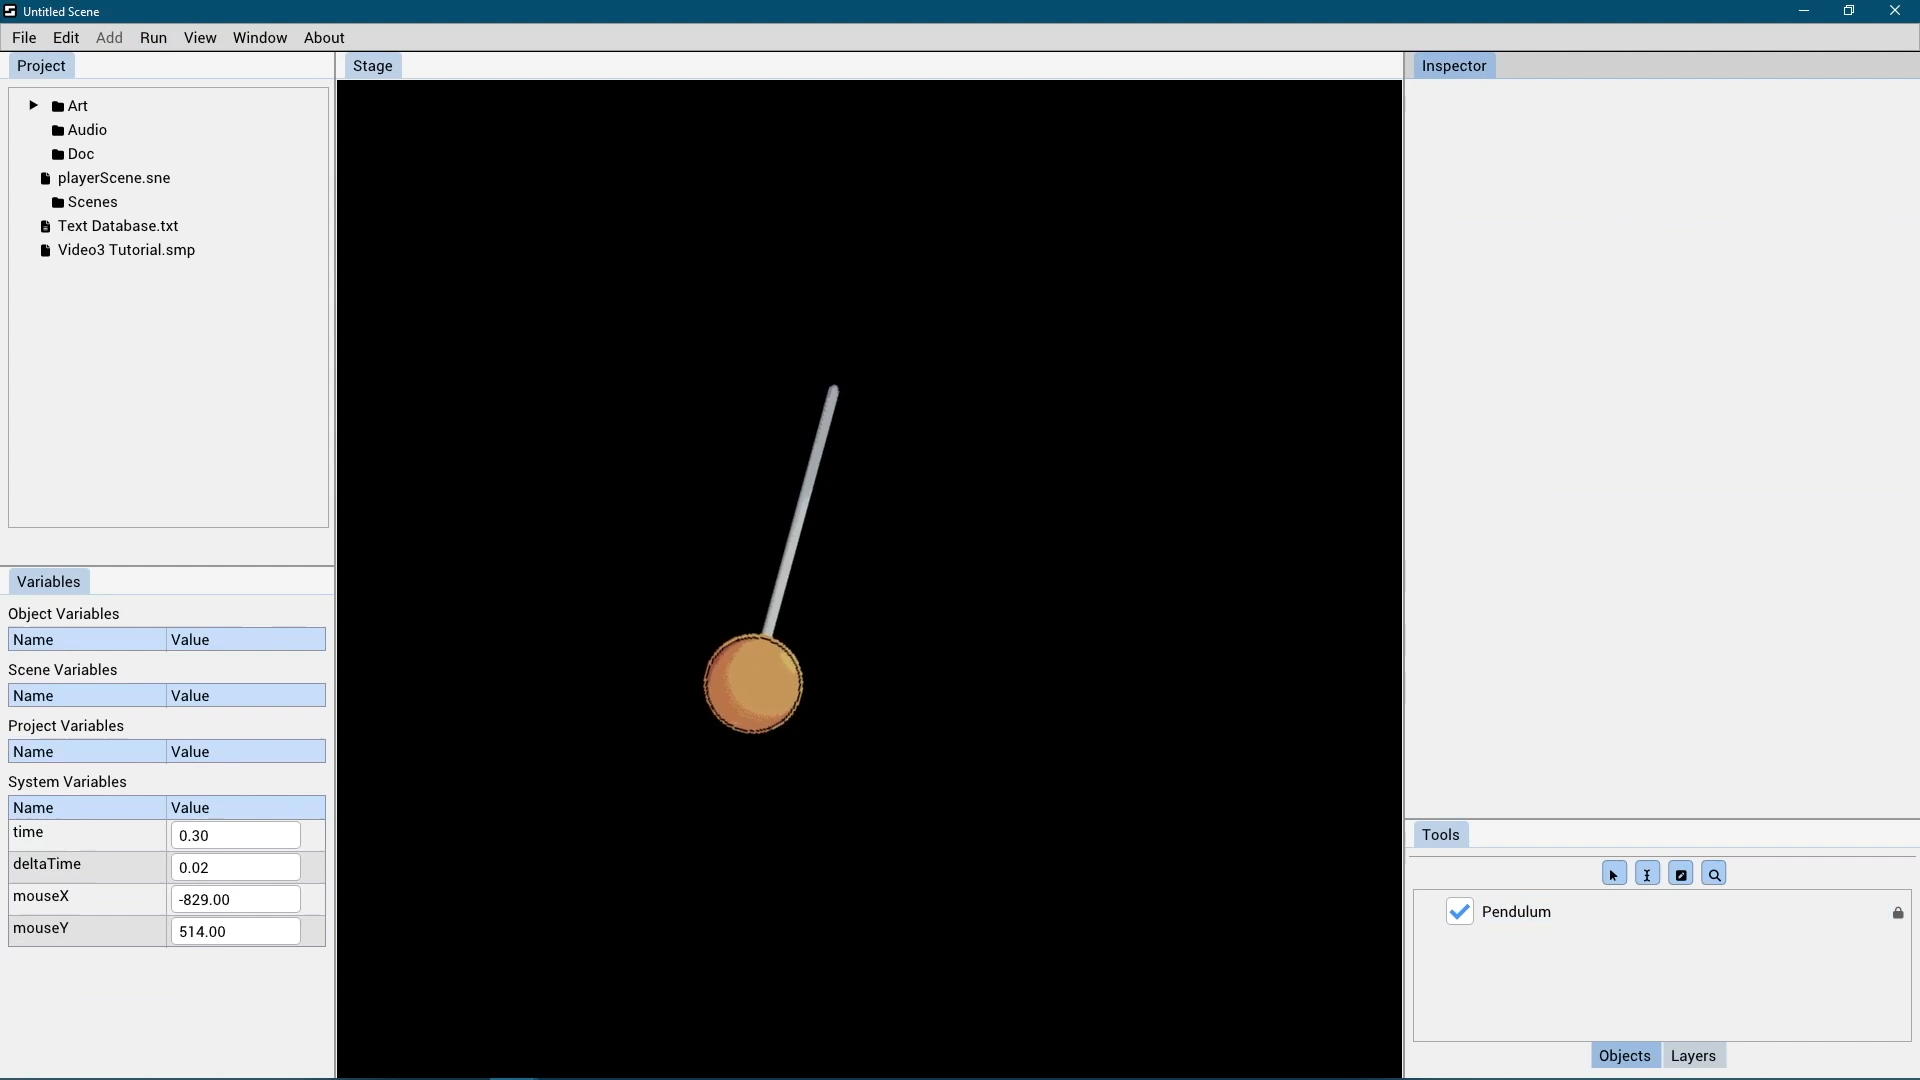 Untitled Scene
File Edit Add Run View Window About
Project
Art
Audio
Doc
playerScene.sne
Scenes
Text Database.txt
Video3 Tutorial.smp
Variables
Object Variables
Name Value
Scene Variables
Name Value
Project Variables
Name Value
System Variables
Name Value
time 0.30
deltaTime 0.02
mouseX -829.00
mouseY 514.00
Stage
Inspector
Tools
Pendulum
Objects Layers